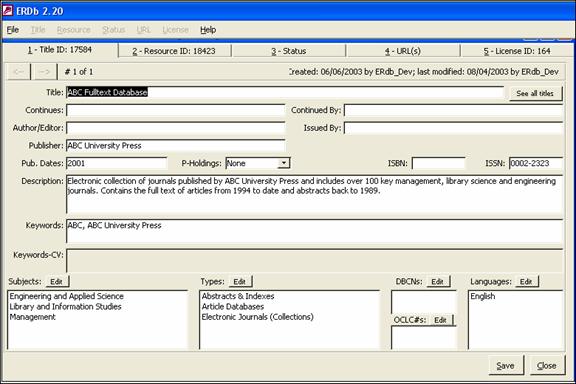 ERDb 2.20
File Title Resource Status URL License Help
1 - Title ID: 17584 2 - Resource ID: 18423 3 - Status 4 - URL(s) 5 - License ID: 164
<-- --> # 1 of 1 Created: 06/06/2003 by ERdb_Dev; last modified: 08/04/2003 by ERdb_Dev
Title: ABC Fulltext Database See all titles
Continues: Continued By:
Author/Editor: Issued By:
Publisher: ABC University Press
Pub. Dates: 2001 P-Holdings: None ISBN: ISSN: 0002-2323
Description: Electronic collection of journals published by ABC University Press and includes over 100 key management, library science and engineering
journals. Contains the full text of articles from 1994 to date and abstracts back to 1989.
Keywords: ABC, ABC University Press
Keywords-CV:
Subjects: Edit Types: Edit DBCNs: Edit Languages: Edit
Engineering and Applied Science Abstracts & Indexes English
Library and Information Studies Article Databases
Management Electronic Journals (Collections) OCLC#s: Edit
Save Close